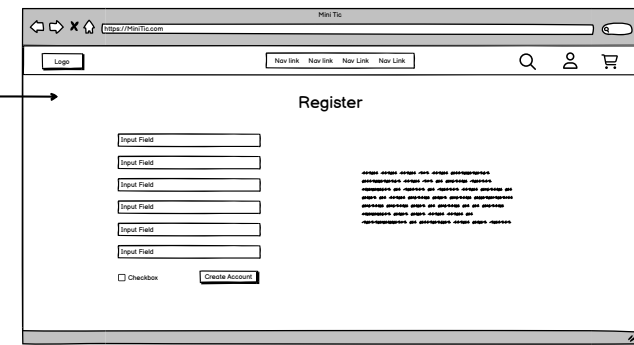 Mini Tic
https://MiniTic.com
Logo
Nav link Nav link Nav Link Nav Link
Register
Input Field
Input Field
Input Field
Input Field
Input Field
Input Field
Checkbox
Create Account